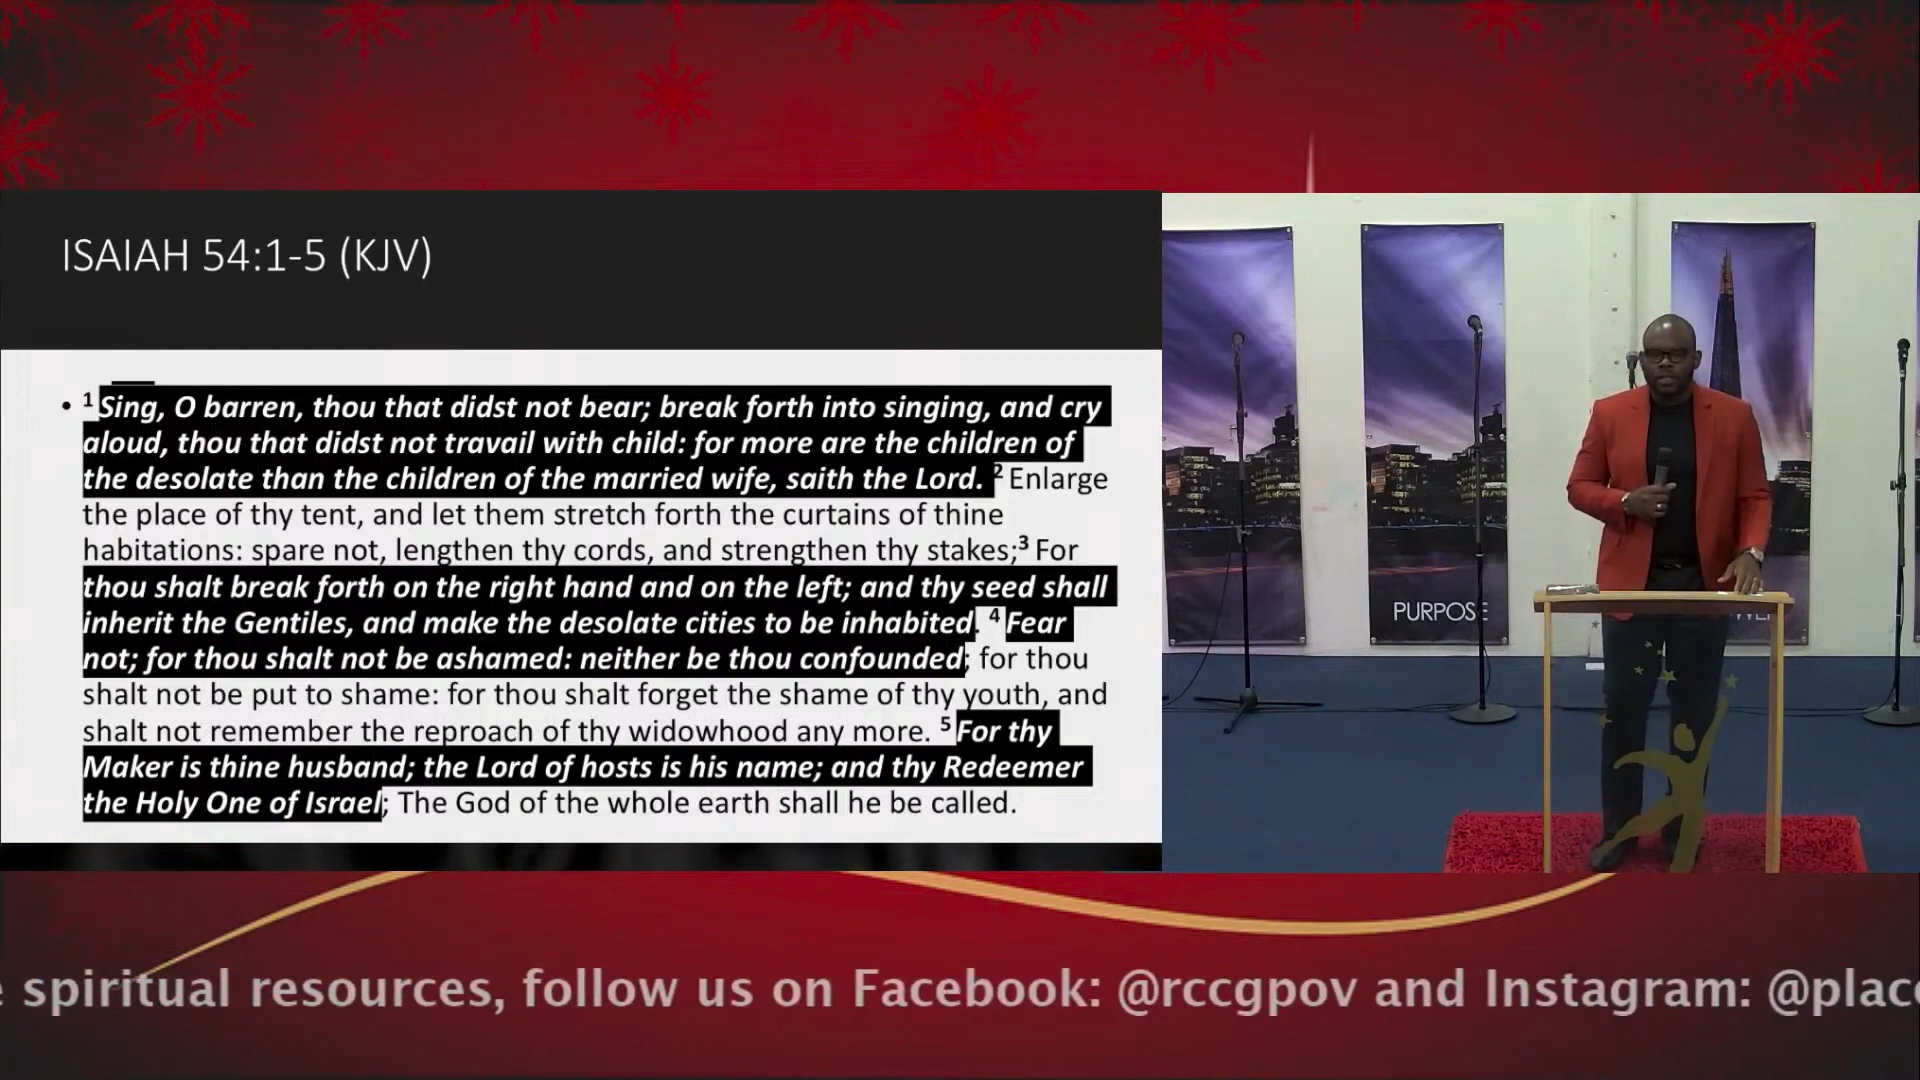 ISAIAH 54:1-5 (KJV)
• ¹ Sing, O barren, thou that didst not bear; break forth into singing, and cry
aloud, thou that didst not travail with child: for more are the children of
the desolate than the children of the married wife, saith the Lord. ² Enlarge
the place of thy tent, and let them stretch forth the curtains of thine
habitations: spare not, lengthen thy cords, and strengthen thy stakes;³ For
thou shalt break forth on the right hand and on the left; and thy seed shall
inherit the Gentiles, and make the desolate cities to be inhabited. ⁴ Fear
not; for thou shalt not be ashamed: neither be thou confounded; for thou
shalt not be put to shame: for thou shalt forget the shame of thy youth, and
shalt not remember the reproach of thy widowhood any more. ⁵ For thy
Maker is thine husband; the Lord of hosts is his name; and thy Redeemer
the Holy One of Israel; The God of the whole earth shall he be called.
PURPOSE
spiritual resources, follow us on Facebook: @rccgpov and Instagram: @plac